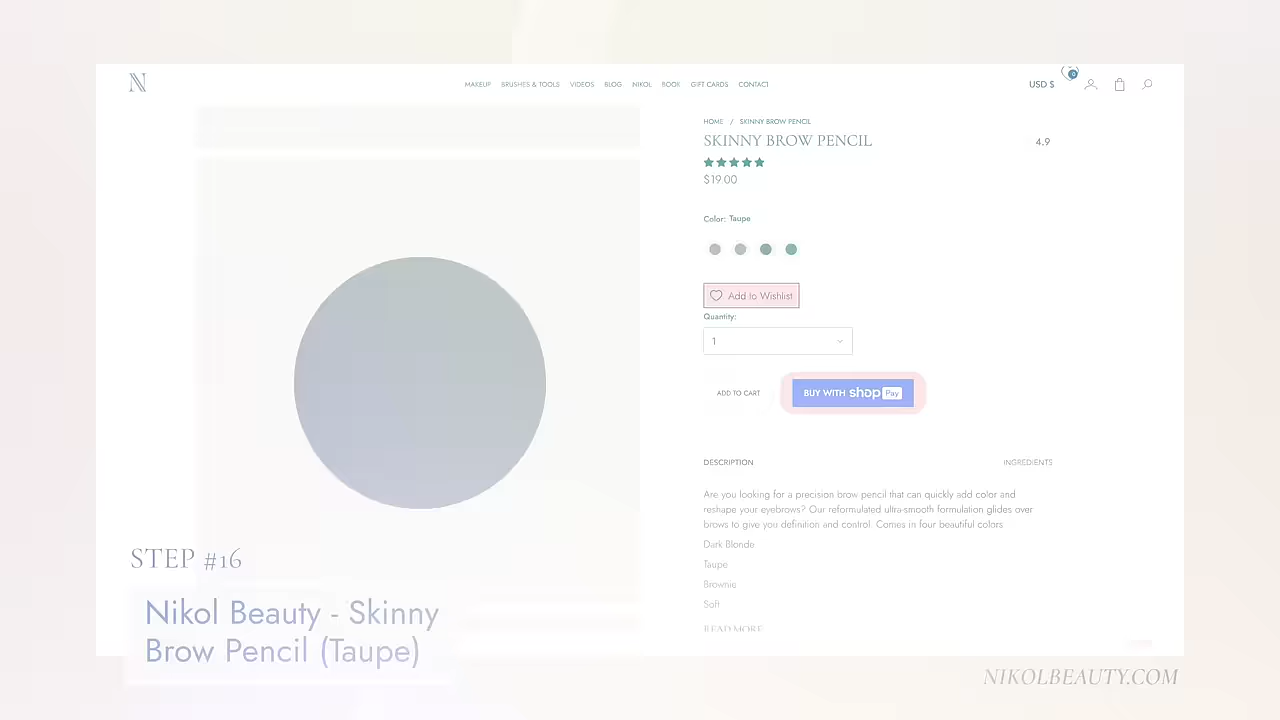 N
MAKEUP BRUSHES & TOOLS VIDEOS BLOG NIKOL BOOK GIFT CARDS CONTACT
USD $
0
HOME / SKINNY BROW PENCIL
SKINNY BROW PENCIL
4.9
$19.00
Color: Taupe
Add to Wishlist
Quantity:
1
ADD TO CART
BUY WITH shop Pay
DESCRIPTION
INGREDIENTS
Are you looking for a precision brow pencil that can quickly add color and
reshape your eyebrows? Our reformulated ultra-smooth formulation glides over
brows to give you definition and control. Comes in four beautiful colors
Dark Blonde
Taupe
Brownie
Soft
READ MORE
STEP #16
Nikol Beauty - Skinny
Brow Pencil (Taupe)
NIKOLBEAUTY.COM